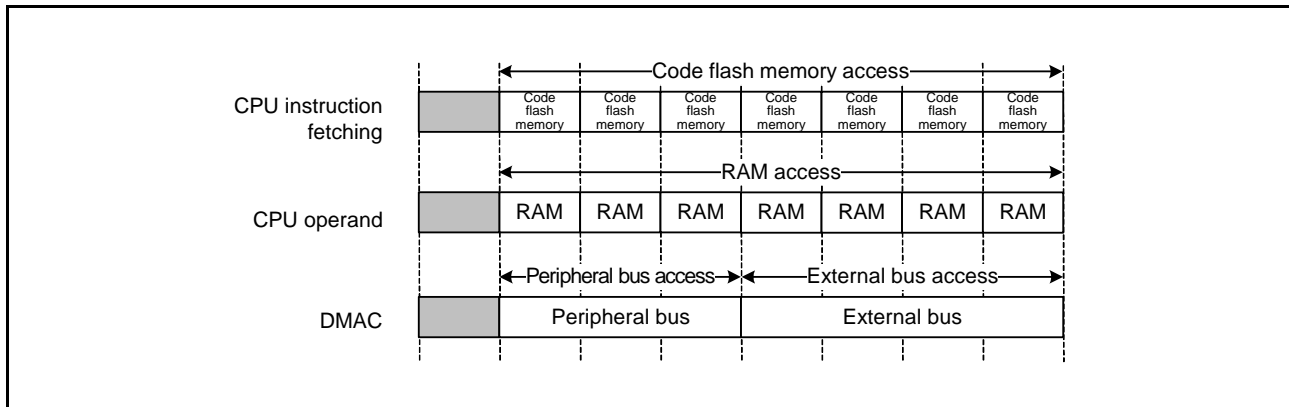 Code flash memory access
CPU instruction
fetching
Code Code Code Code Code Code Code
flash flash flash flash flash flash flash
memory memory memory memory memory memory memory
RAM access
CPU operand
RAM RAM RAM RAM RAM RAM RAM
Peripheral bus access External bus access
DMAC
Peripheral bus External bus